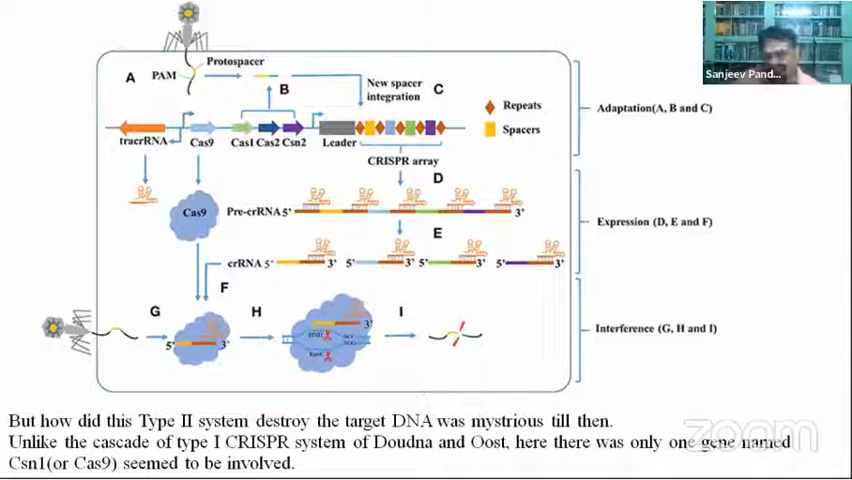 Sanjeev Pand...
A
PAM
Protospacer
B
New spacer
integration
C
Repeats
Spacers
Adaptation(A, B and C)
tracrRNA
Cas9
Cas1
Cas2
Csn2
Leader
CRISPR array
D
Cas9
Pre-crRNA 5'
3'
Expression (D, E and F)
E
crRNA 5'
3'
5'
3'
5'
3'
5'
3'
F
G
H
I
Interference (G, H and I)
5'
3'
3'
HNH
RuvC
But how did this Type II system destroy the target DNA was mystrious till then.
Unlike the cascade of type I CRISPR system of Doudna and Oost, here there was only one gene named
Csn1(or Cas9) seemed to be involved.
zoom